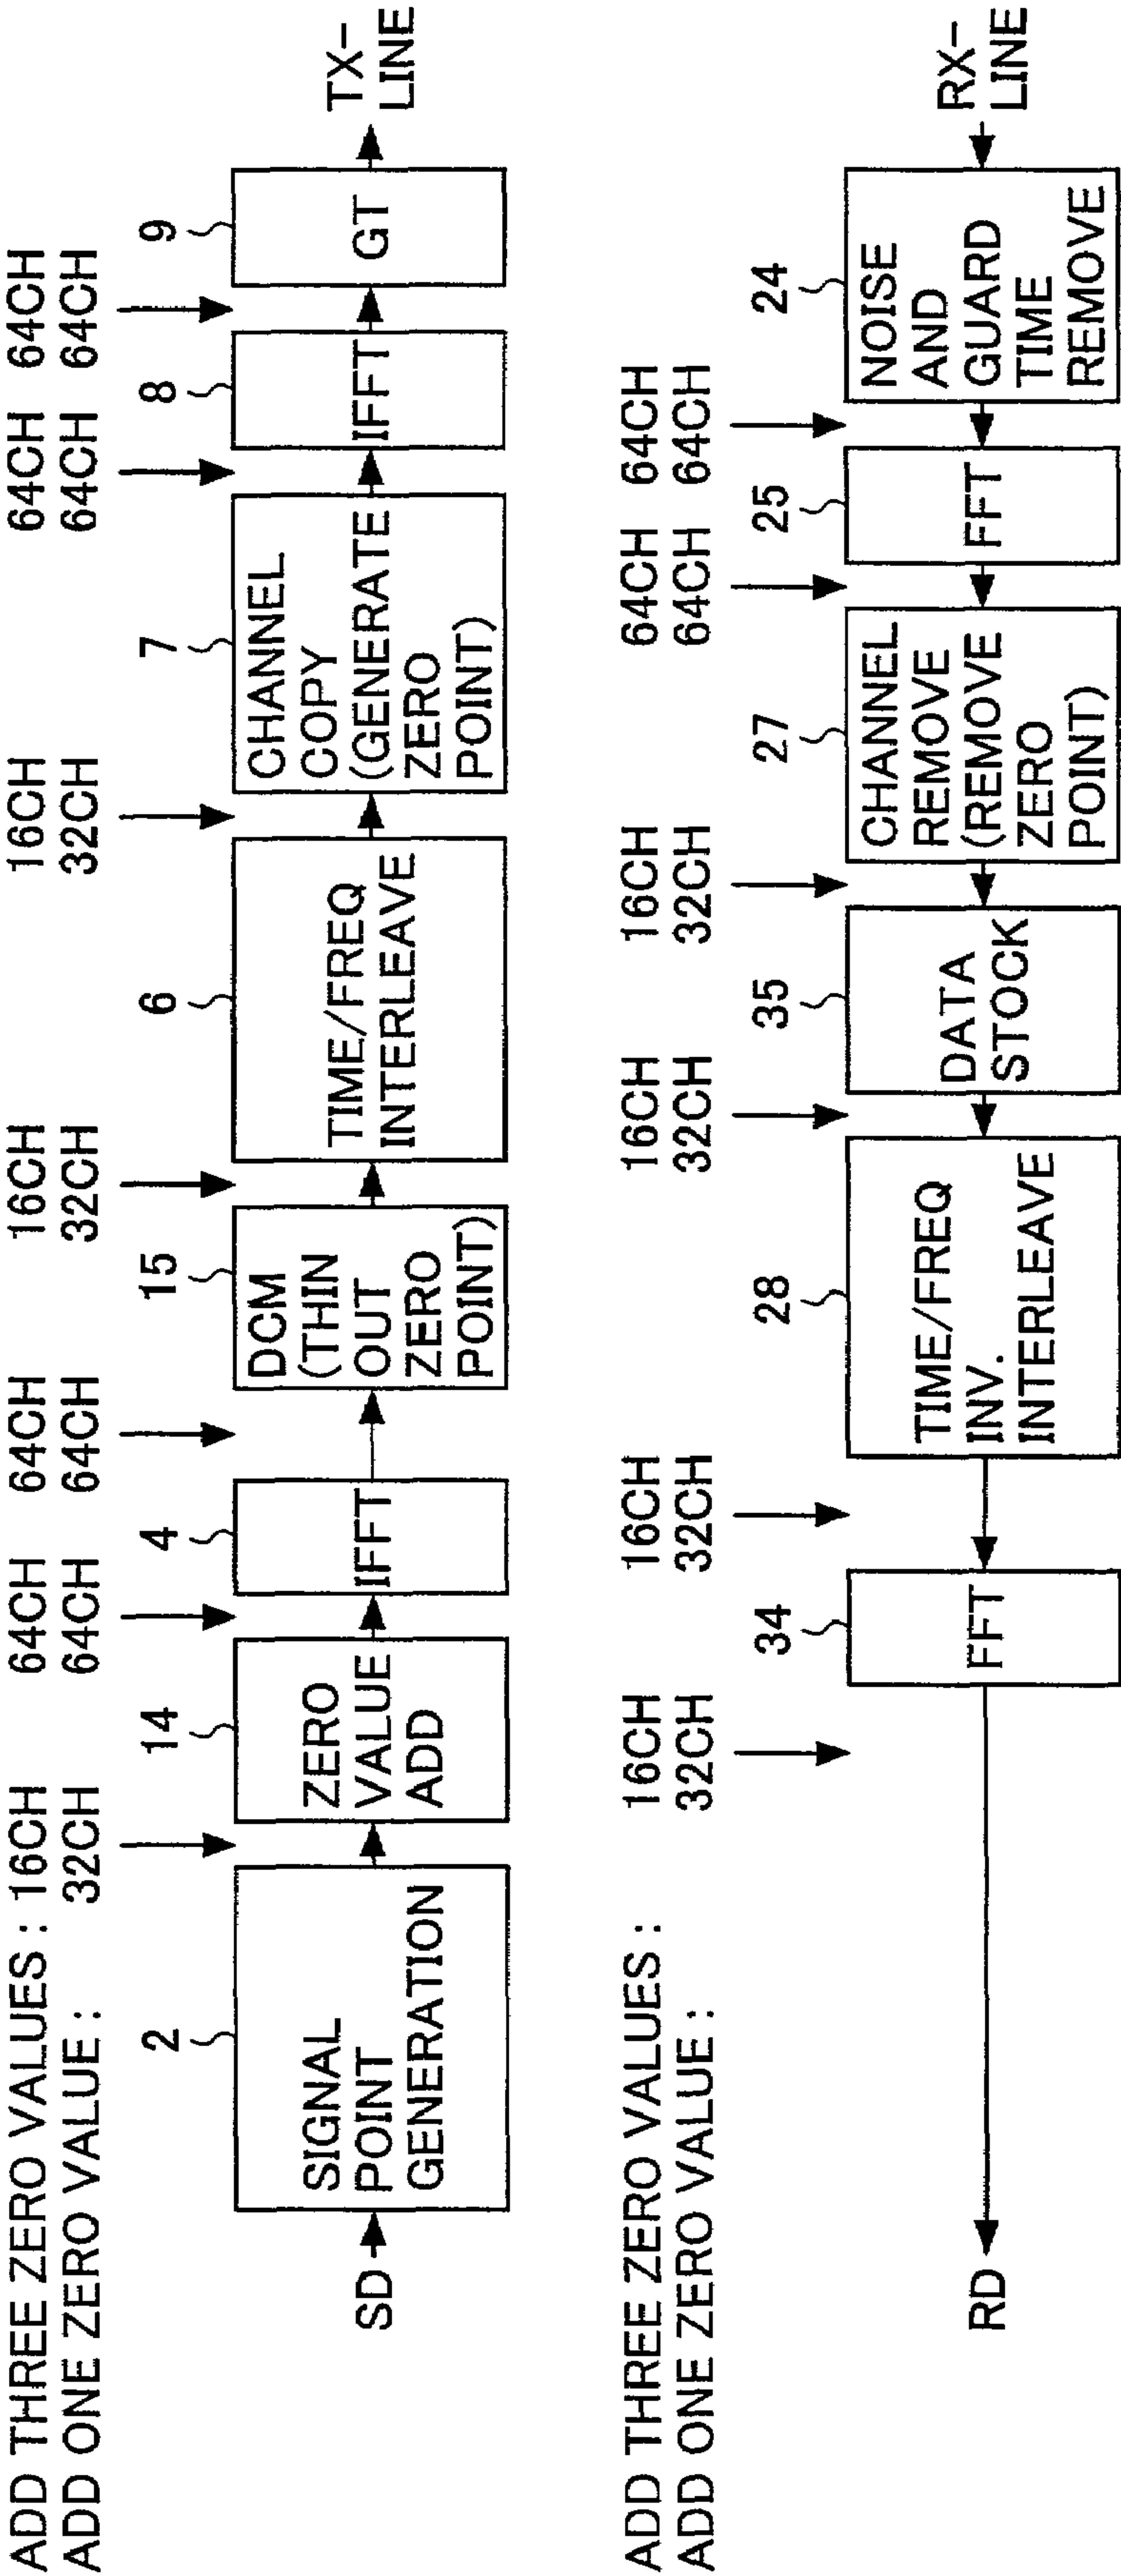 ADD THREE ZERO VALUES : 16CH 64CH 64CH 16CH 16CH 64CH 64CH
ADD ONE ZERO VALUE : 32CH 64CH 64CH 32CH 32CH 64CH 64CH
2
14
4
15
6
7
8
9
SD
SIGNAL
POINT
GENERATION
ZERO
VALUE
ADD
IFFT
DCM
(THIN
OUT
ZERO
POINT)
TIME/FREQ
INTERLEAVE
CHANNEL
COPY
(GENERATE
ZERO
POINT)
IFFT
GT
TX-
LINE
ADD THREE ZERO VALUES : 16CH 16CH 16CH 16CH 64CH 64CH
ADD ONE ZERO VALUE : 32CH 32CH 32CH 32CH 64CH 64CH
34
28
35
27
25
24
RD
FFT
TIME/FREQ
INV.
INTERLEAVE
DATA
STOCK
CHANNEL
REMOVE
(REMOVE
ZERO
POINT)
FFT
NOISE
AND
GUARD
TIME
REMOVE
RX-
LINE